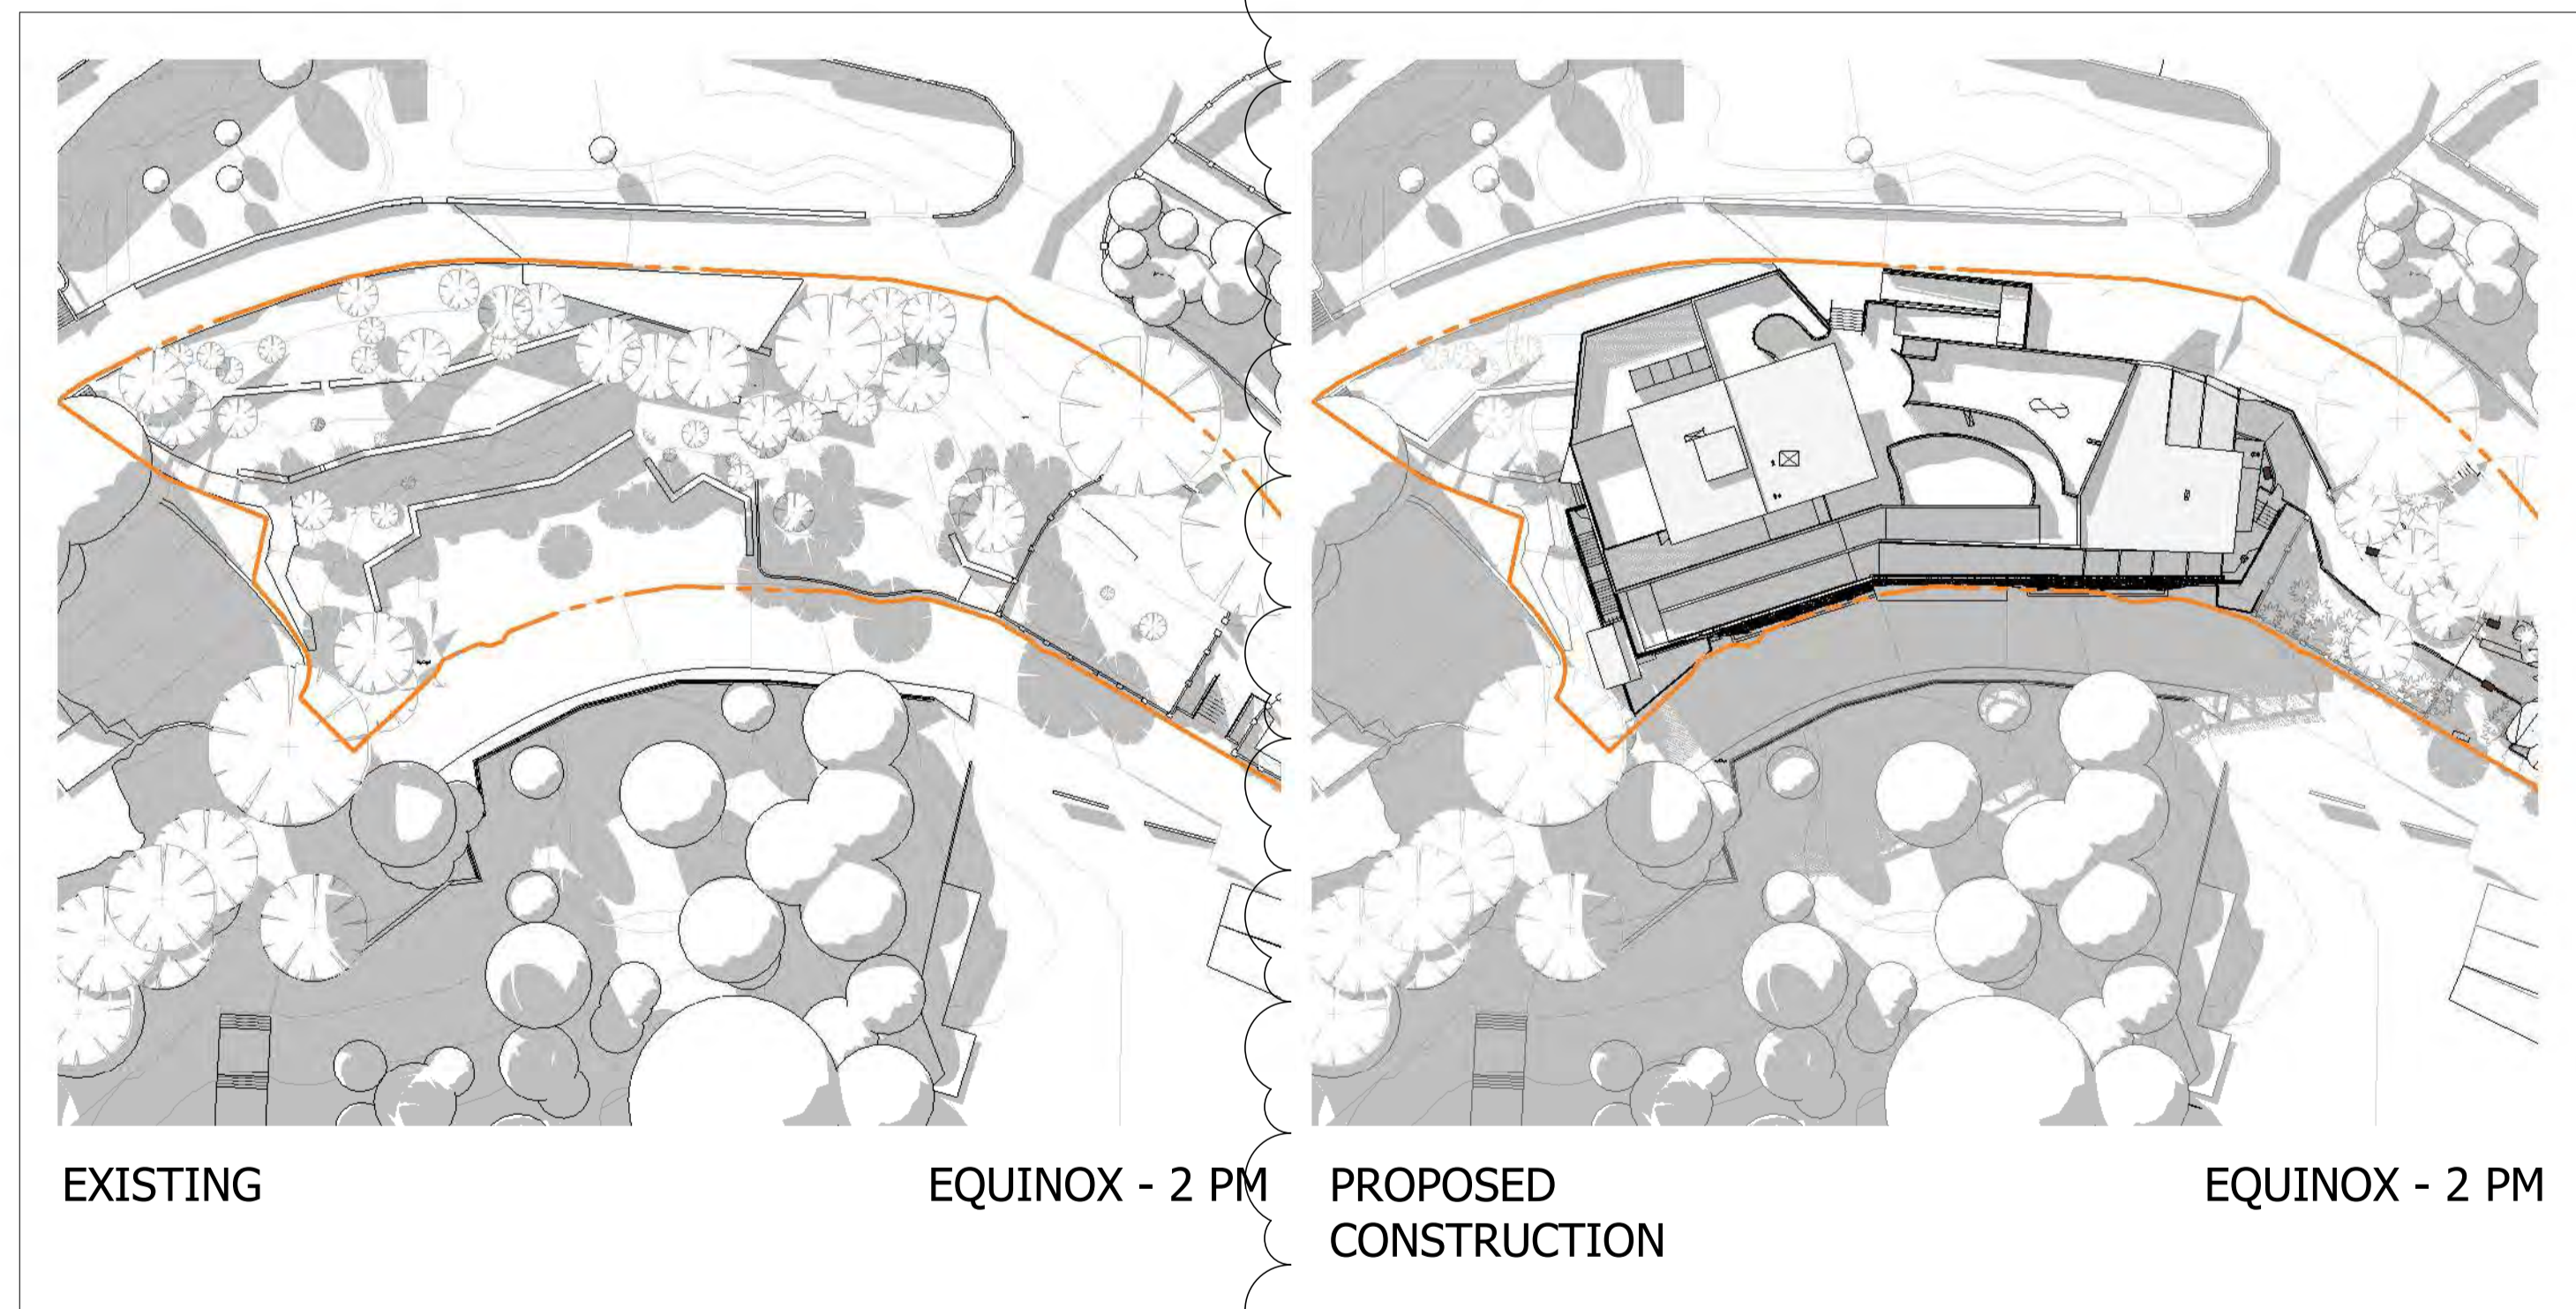 EXISTING
EQUINOX - 2 PM
PROPOSED
CONSTRUCTION
EQUINOX - 2 PM